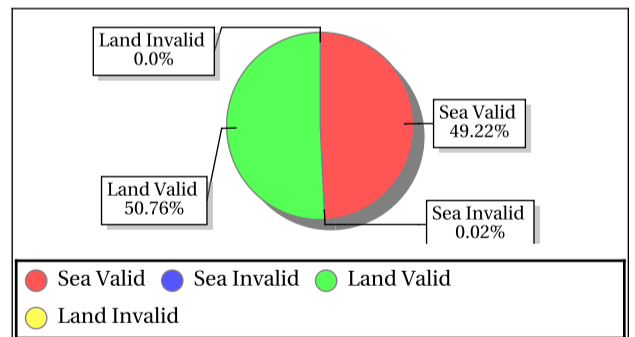 Land Invalid
0.0%
Sea Valid
49.22%
Land Valid
50.76%
Sea Invalid
0.02%
Sea Valid
Sea Invalid
Land Valid
Land Invalid